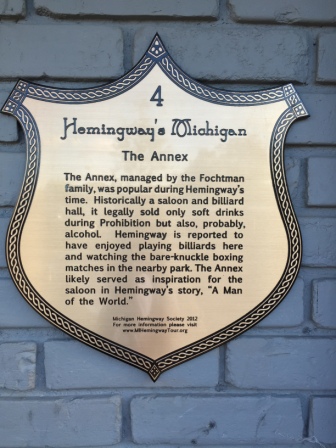 4
Hemingway's Michigan
The Annex
The Annex, managed by the Fochtman
family, was popular during Hemingway's
time. Historically a saloon and billiard
hall, it legally sold only soft drinks
during Prohibition but also, probably,
alcohol. Hemingway is reported to
have enjoyed playing billiards here
and watching the bare-knuckle boxing
matches in the nearby park. The Annex
likely served as inspiration for the
saloon in Hemingway's story, "A Man
of the World."
Michigan Hemingway Society 2012
For more information please visit
www.MIHemingwayTour.org